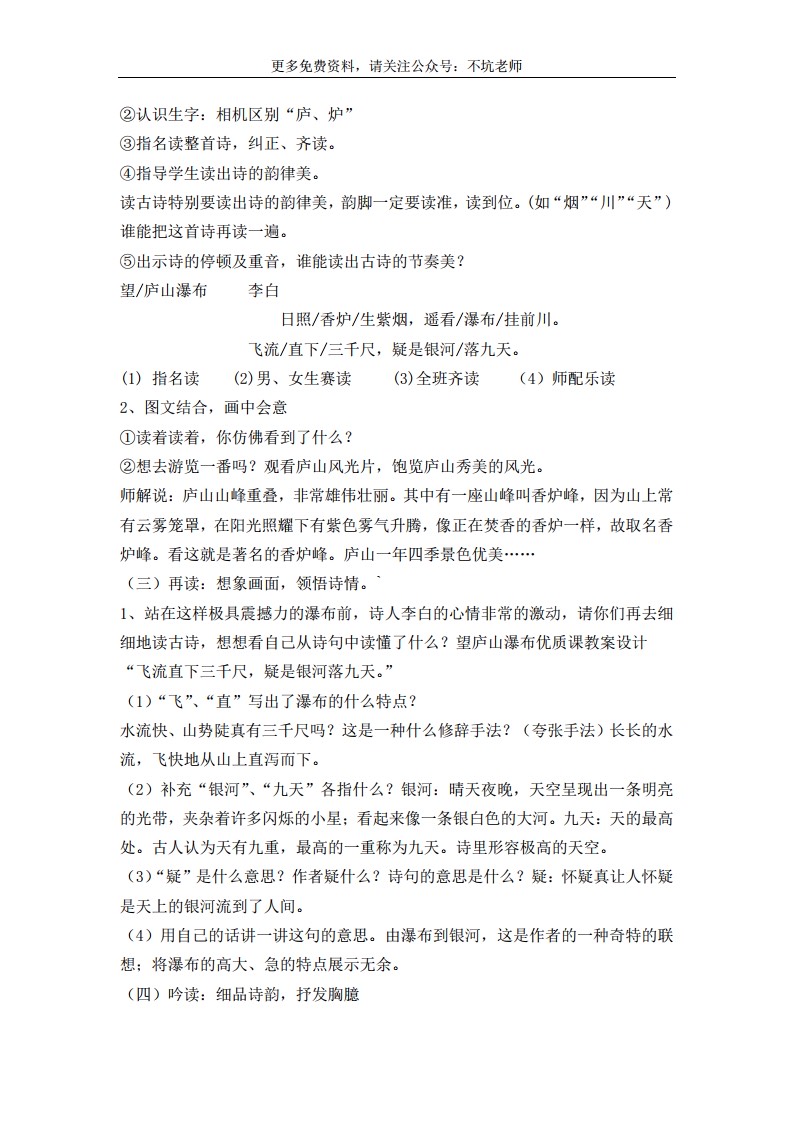 更多免费资料，请关注公众号：不坑老师
②认识生字：相机区别“庐、炉”
③指名读整首诗，纠正、齐读。
④指导学生读出诗的韵律美。
读古诗特别要读出诗的韵律美，韵脚一定要读准，读到位。（如“烟”“川”“天”）
谁能把这首诗再读一遍。
⑤出示诗的停顿及重音，谁能读出古诗的节奏美？
望/庐山瀑布 李白
日照/香炉/生紫烟，遥看/瀑布/挂前川。
飞流/直下/三千尺，疑是银河/落九天。
(1) 指名读 (2)男、女生赛读 (3)全班齐读 （4）师配乐读
2、图文结合，画中会意
①读着读着，你仿佛看到了什么？
②想去游览一番吗？观看庐山风光片，饱览庐山秀美的风光。
师解说：庐山山峰重叠，非常雄伟壮丽。其中有一座山峰叫香炉峰，因为山上常
有云雾笼罩，在阳光照耀下有紫色雾气升腾，像正在焚香的香炉一样，故取名香
炉峰。看这就是著名的香炉峰。庐山一年四季景色优美……
（三）再读：想象画面，领悟诗情。`
1、站在这样极具震撼力的瀑布前，诗人李白的心情非常的激动，请你们再去细
细地读古诗，想想看自己从诗句中读懂了什么？望庐山瀑布优质课教案设计
“飞流直下三千尺，疑是银河落九天。”
（1）“飞”、“直”写出了瀑布的什么特点？
水流快、山势陡真有三千尺吗？这是一种什么修辞手法？（夸张手法）长长的水
流，飞快地从山上直泻而下。
（2）补充“银河”、“九天”各指什么？银河：晴天夜晚，天空呈现出一条明亮
的光带，夹杂着许多闪烁的小星；看起来像一条银白色的大河。九天：天的最高
处。古人认为天有九重，最高的一重称为九天。诗里形容极高的天空。
（3）“疑”是什么意思？作者疑什么？诗句的意思是什么？疑：怀疑真让人怀疑
是天上的银河流到了人间。
（4）用自己的话讲一讲这句的意思。由瀑布到银河，这是作者的一种奇特的联
想；将瀑布的高大、急的特点展示无余。
（四）吟读：细品诗韵，抒发胸臆